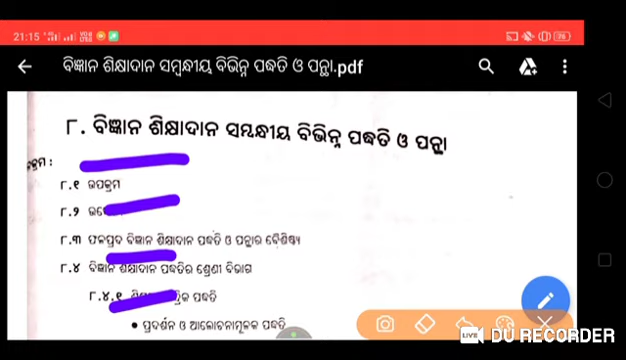 21:15
ବିଜ୍ଞାନ ଶିକ୍ଷାଦାନ ସମ୍ବନ୍ଧୀୟ ବିଭିନ୍ନ ପଦ୍ଧତି ଓ ପନ୍ଥା.pdf
୮. ବିଜ୍ଞାନ ଶିକ୍ଷାଦାନ ସମ୍ବନ୍ଧୀୟ ବିଭିନ୍ନ ପଦ୍ଧତି ଓ ପନ୍ଥା
୮.୧ ଉପକ୍ରମ
୮.୨
୮.୩ ଫଳପ୍ରଦ ବିଜ୍ଞାନ ଶିକ୍ଷାଦାନ ପଦ୍ଧତି ଓ ପନ୍ଥାର ବୈଶିଷ୍ଟ୍ୟ
୮.୪ ବିଜ୍ଞାନ ଶିକ୍ଷାଦାନ ପଦ୍ଧତିର ଶ୍ରେଣୀ ବିଭାଗ
୮.୪.୧ ପଦ୍ଧତି
• ପ୍ରଦର୍ଶନ ଓ ଆଲୋଚନାମୂଳକ ପଦ୍ଧତି
LIVE DU RECORDER